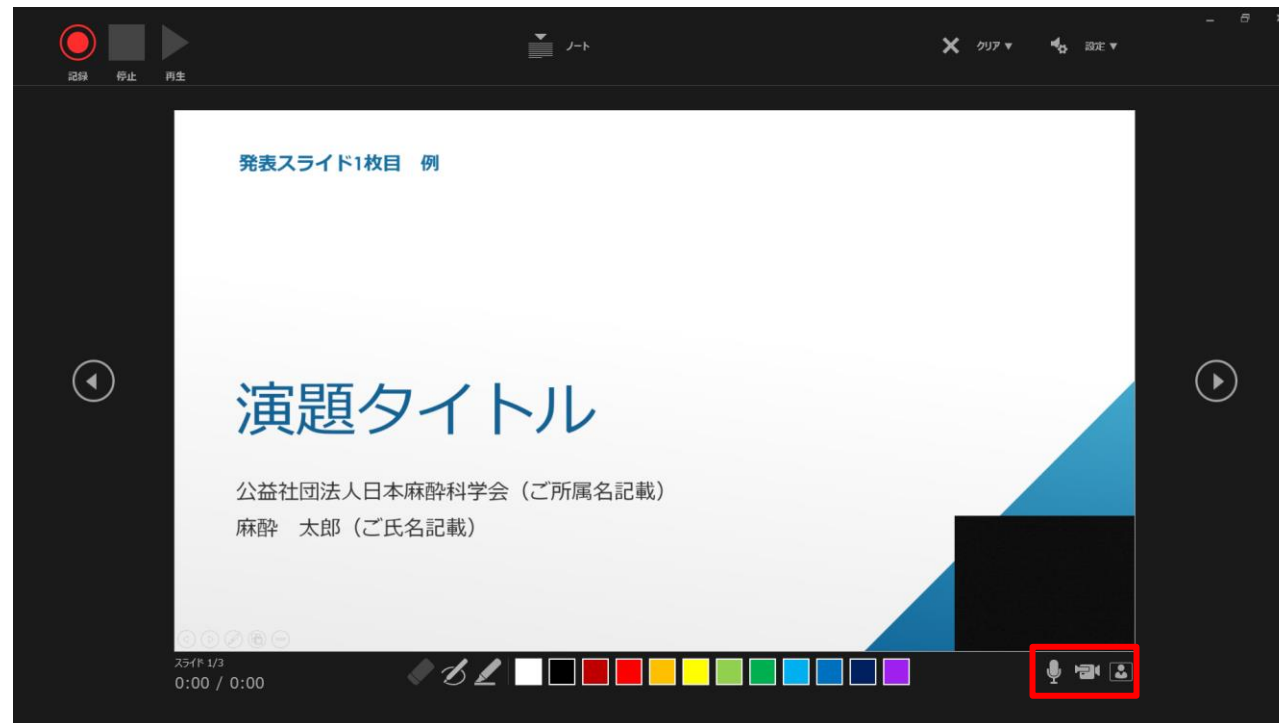 記録 停止 再生
ノート
クリア
設定
発表スライド1枚目 例
演題タイトル
公益社団法人日本麻酔科学会（ご所属名記載）
麻酔 太郎（ご氏名記載）
スライド 1/3
0:00 / 0:00